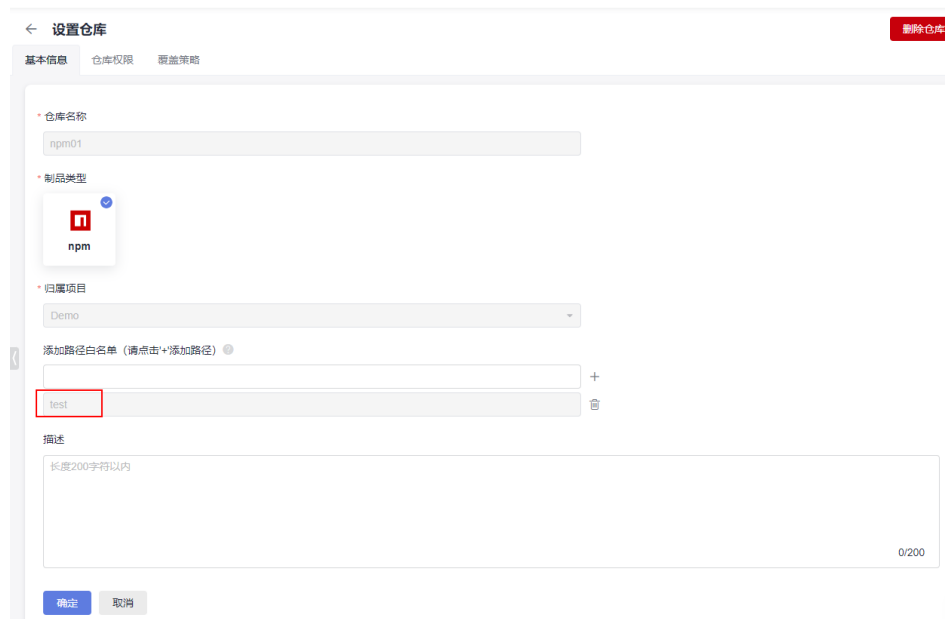 ← 设置仓库
删除仓库
基本信息 仓库权限 覆盖策略
* 仓库名称
npm01
* 制品类型
npm
* 归属项目
Demo
添加路径白名单（请点击'+'添加路径）
test
描述
长度200字符以内
0/200
确定 取消